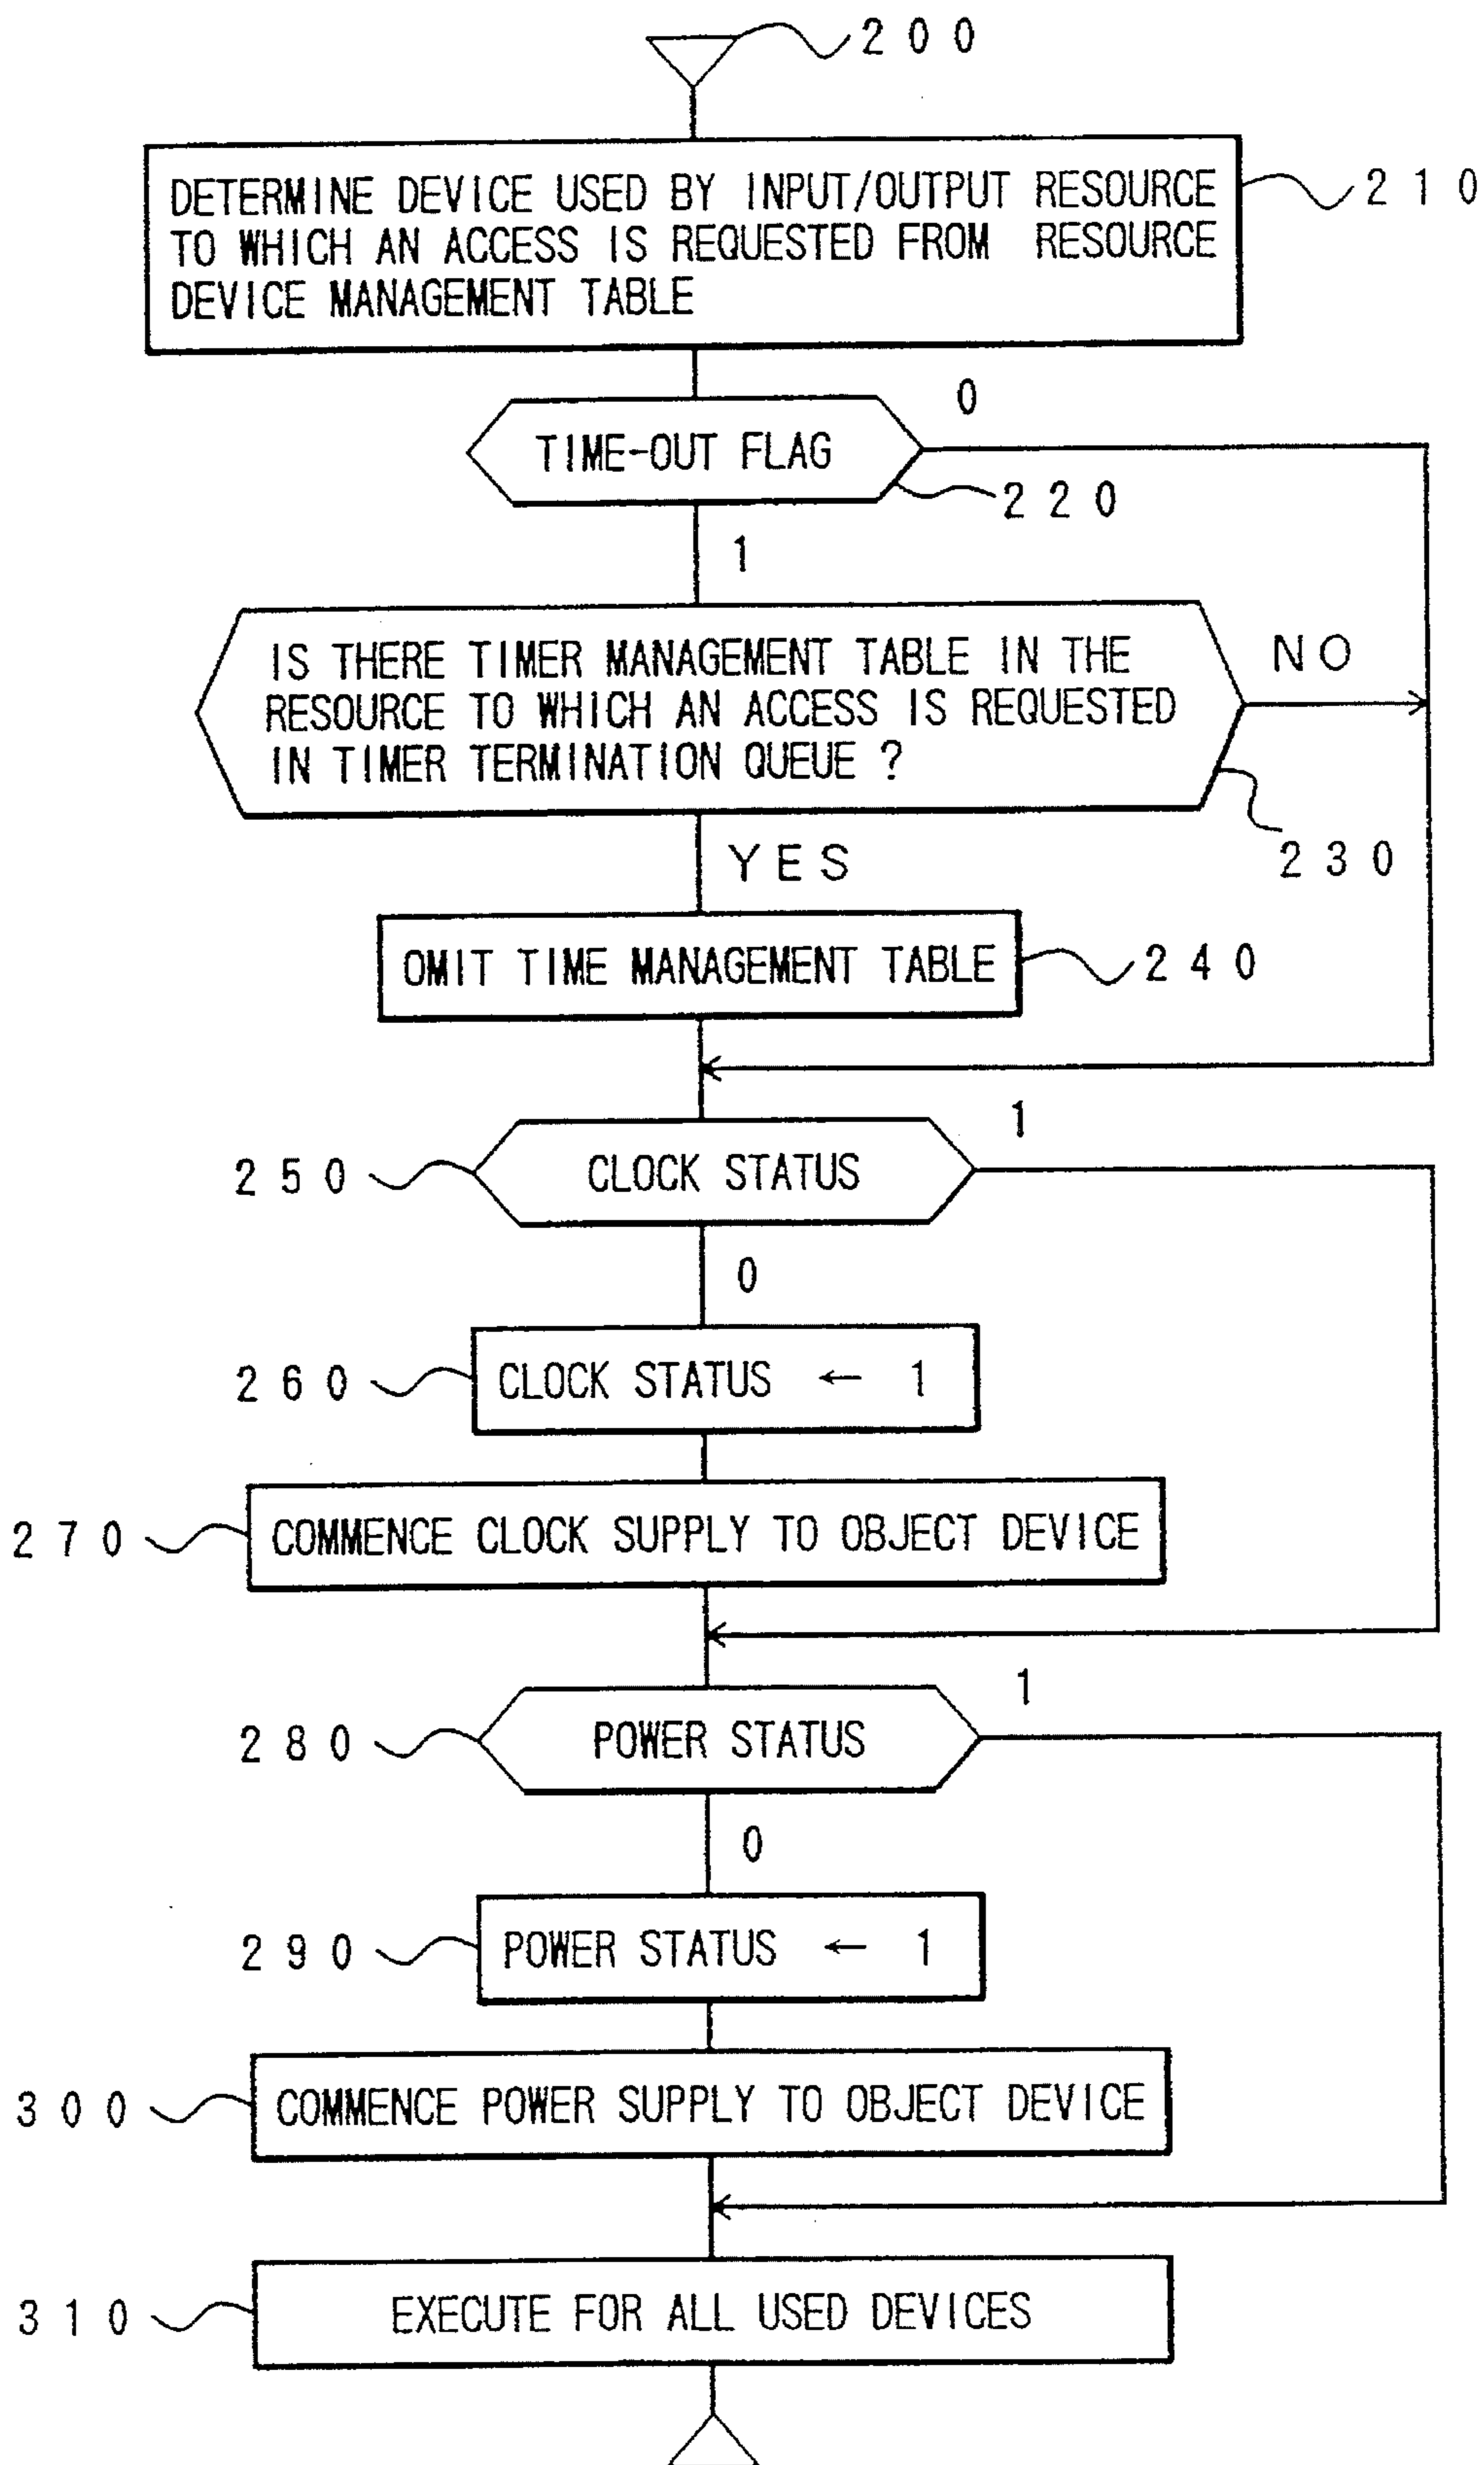 200
DETERMINE DEVICE USED BY INPUT/OUTPUT RESOURCE
TO WHICH AN ACCESS IS REQUESTED FROM RESOURCE
DEVICE MANAGEMENT TABLE
210
0
TIME-OUT FLAG
220
1
IS THERE TIMER MANAGEMENT TABLE IN THE
RESOURCE TO WHICH AN ACCESS IS REQUESTED
IN TIMER TERMINATION QUEUE ?
NO
230
YES
OMIT TIME MANAGEMENT TABLE
240
1
250
CLOCK STATUS
0
260
CLOCK STATUS ← 1
270
COMMENCE CLOCK SUPPLY TO OBJECT DEVICE
1
280
POWER STATUS
0
290
POWER STATUS ← 1
300
COMMENCE POWER SUPPLY TO OBJECT DEVICE
310
EXECUTE FOR ALL USED DEVICES